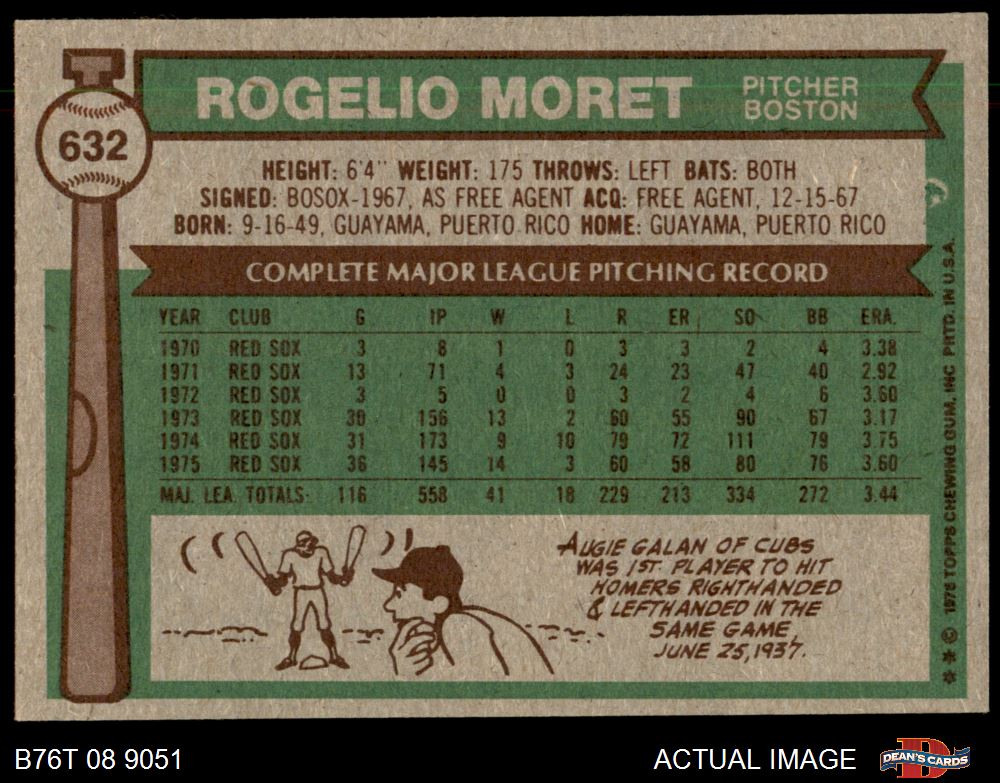 632
ROGELIO MORET
PITCHER
BOSTON
HEIGHT: 6'4" WEIGHT: 175 THROWS: LEFT BATS: BOTH
SIGNED: BOSOX-1967, AS FREE AGENT ACQ: FREE AGENT, 12-15-67
BORN: 9-16-49, GUAYAMA, PUERTO RICO HOME: GUAYAMA, PUERTO RICO
COMPLETE MAJOR LEAGUE PITCHING RECORD
YEAR CLUB G IP W L R ER SO BB ERA.
1970 RED SOX 3 8 1 0 3 3 2 4 3.38
1971 RED SOX 13 71 4 3 24 23 47 40 2.92
1972 RED SOX 3 5 0 0 3 2 4 6 3.60
1973 RED SOX 30 156 13 2 60 55 90 67 3.17
1974 RED SOX 31 173 9 10 79 72 111 79 3.75
1975 RED SOX 36 145 14 3 60 58 80 76 3.60
MAJ. LEA. TOTALS: 116 558 41 18 229 213 334 272 3.44
AUGIE GALAN OF CUBS
WAS 1ST. PLAYER TO HIT
HOMERS RIGHTHANDED
& LEFTHANDED IN THE
SAME GAME,
JUNE 25, 1937.
** © 1976 TOPPS CHEWING GUM, INC PRTD. IN U.S.A.
B76T 08 9051
ACTUAL IMAGE
D
DEAN'S CARDS